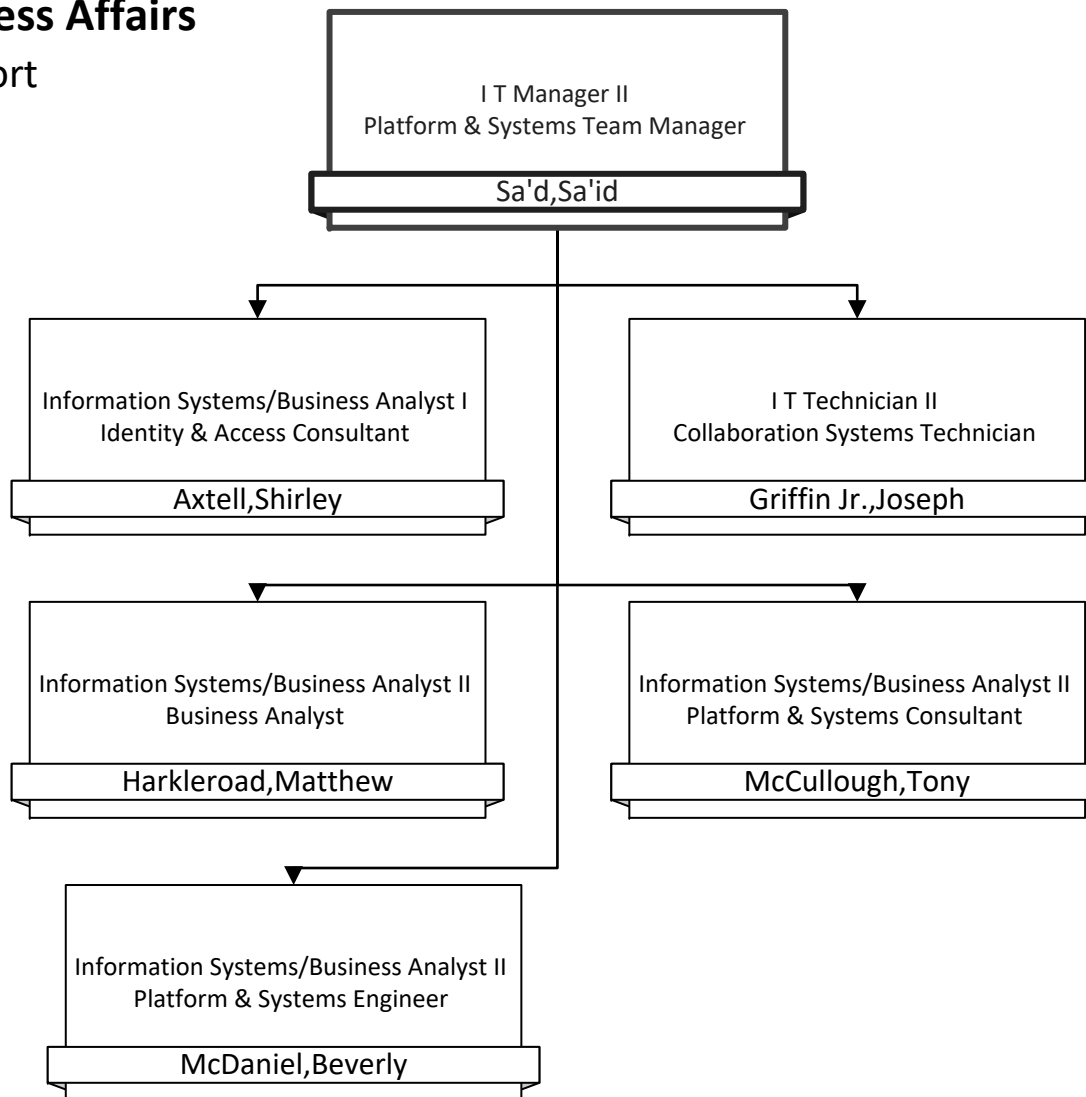 ess Affairs
ort
I T Manager II
Platform & Systems Team Manager
Sa'd,Sa'id
Information Systems/Business Analyst I
Identity & Access Consultant
Axtell,Shirley
I T Technician II
Collaboration Systems Technician
Griffin Jr.,Joseph
Information Systems/Business Analyst II
Business Analyst
Harkleroad,Matthew
Information Systems/Business Analyst II
Platform & Systems Consultant
McCullough,Tony
Information Systems/Business Analyst II
Platform & Systems Engineer
McDaniel,Beverly